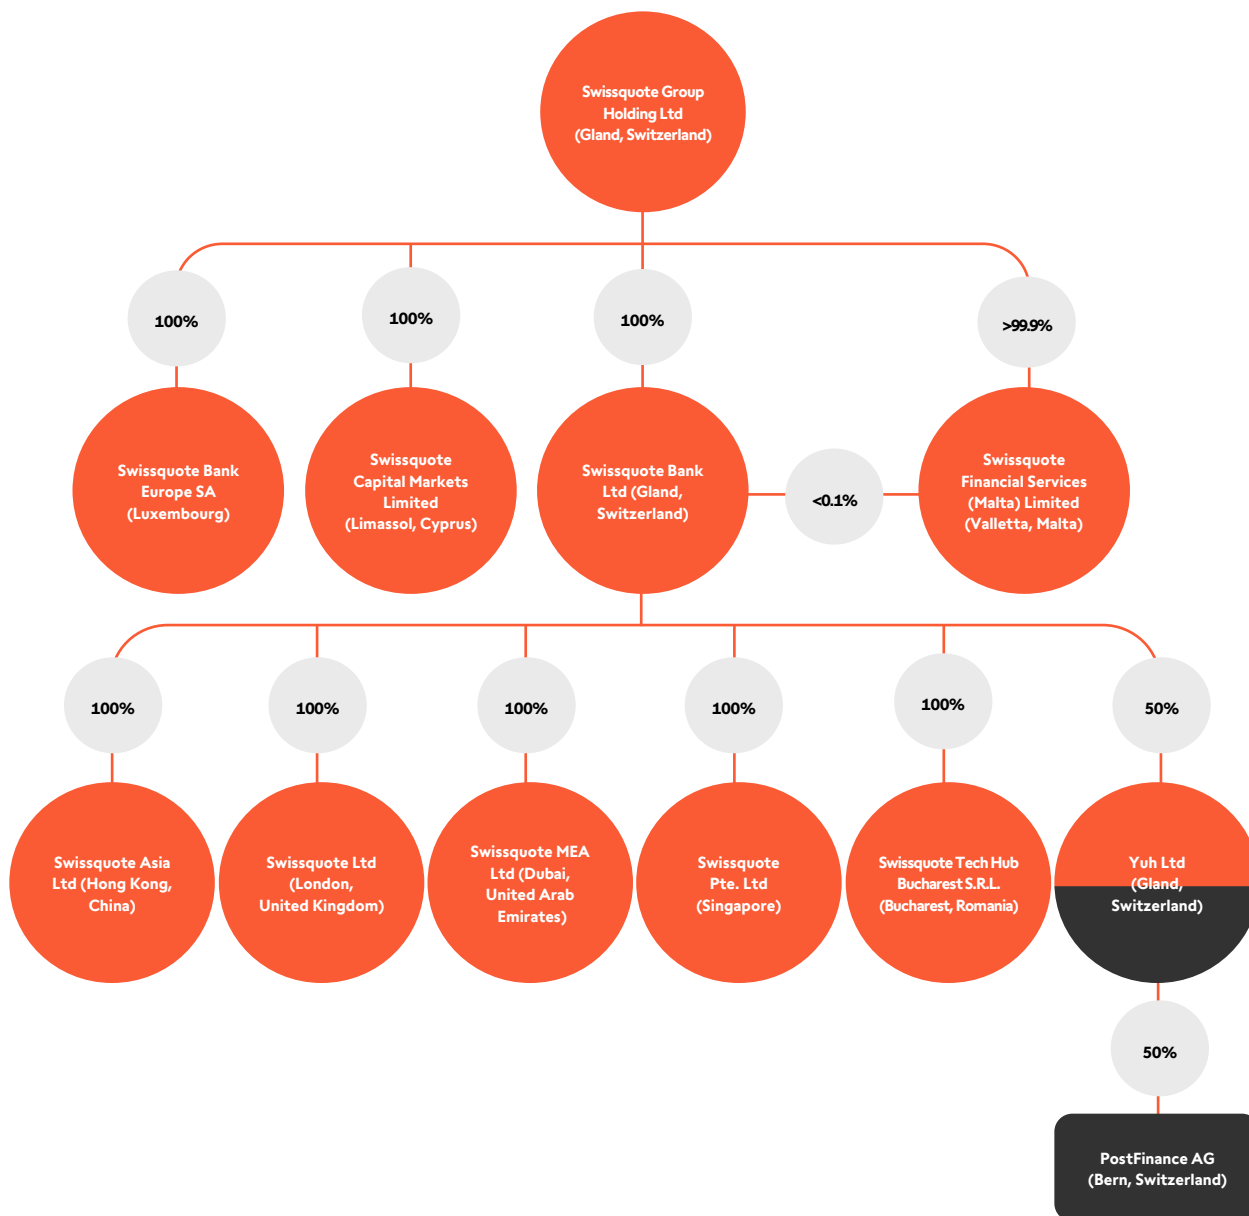 Swissquote Group
Holding Ltd
(Gland, Switzerland)
100%
100%
100%
>99.9%
Swissquote Bank
Europe SA
(Luxembourg)
Swissquote
Capital Markets
Limited
(Limassol, Cyprus)
Swissquote Bank
Ltd (Gland,
Switzerland)
<0.1%
Swissquote
Financial Services
(Malta) Limited
(Valletta, Malta)
100%
100%
100%
100%
100%
50%
Swissquote Asia
Ltd (Hong Kong,
China)
Swissquote Ltd
(London,
United Kingdom)
Swissquote MEA
Ltd (Dubai,
United Arab
Emirates)
Swissquote
Pte. Ltd
(Singapore)
Swissquote Tech Hub
Bucharest S.R.L.
(Bucharest, Romania)
Yuh Ltd
(Gland,
Switzerland)
50%
PostFinance AG
(Bern, Switzerland)